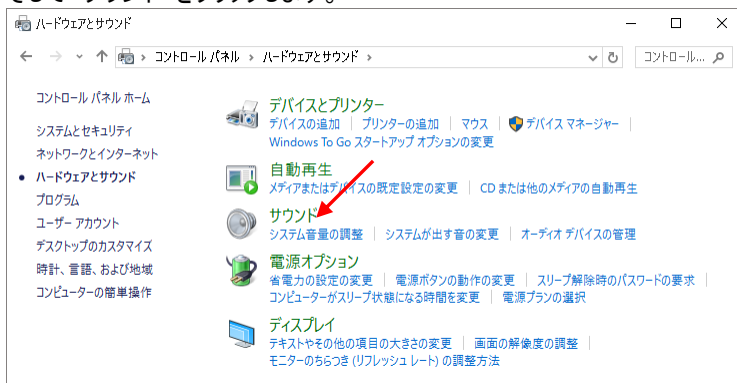 ハードウェアとサウンド
コントロール パネル › ハードウェアとサウンド ›
コントロール...
コントロール パネル ホーム
システムとセキュリティ
ネットワークとインターネット
ハードウェアとサウンド
プログラム
ユーザー アカウント
デスクトップのカスタマイズ
時計、言語、および地域
コンピューターの簡単操作
デバイスとプリンター
デバイスの追加 | プリンターの追加 | マウス | デバイス マネージャー |
Windows To Go スタートアップ オプションの変更
自動再生
メディアまたはデバイスの既定設定の変更 | CD または他のメディアの自動再生
サウンド
システム音量の調整 | システムが出す音の変更 | オーディオ デバイスの管理
電源オプション
省電力の設定の変更 | 電源ボタンの動作の変更 | スリープ解除時のパスワードの要求 |
コンピューターがスリープ状態になる時間を変更 | 電源プランの選択
ディスプレイ
テキストやその他の項目の大きさの変更 | 画面の解像度の調整 |
モニターのちらつき (リフレッシュ レート) の調整方法